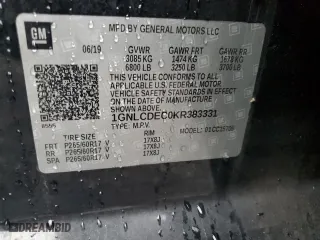 GM
MFD BY GENERAL MOTORS LLC
06/19 GVWR GAWR FRT GAWR RR
3085 KG 1474 KG 1678 KG
6800 LB 3250 LB 3700 LB
THIS VEHICLE CONFORMS TO ALL
APPLICABLE U.S. FEDERAL MOTOR
VEHICLE SAFETY STANDARDS IN
EFFECT ON THE DATE OF
MANUFACTURE SHOWN ABOVE.
1GNLCDEC0KR383331
TYPE: M.P.V.
TIRE SIZE RIM
FRT P265/60R17 V 17X8J
RR P265/60R17 V 17X8J
SPA P265/60R17 V 17X8J